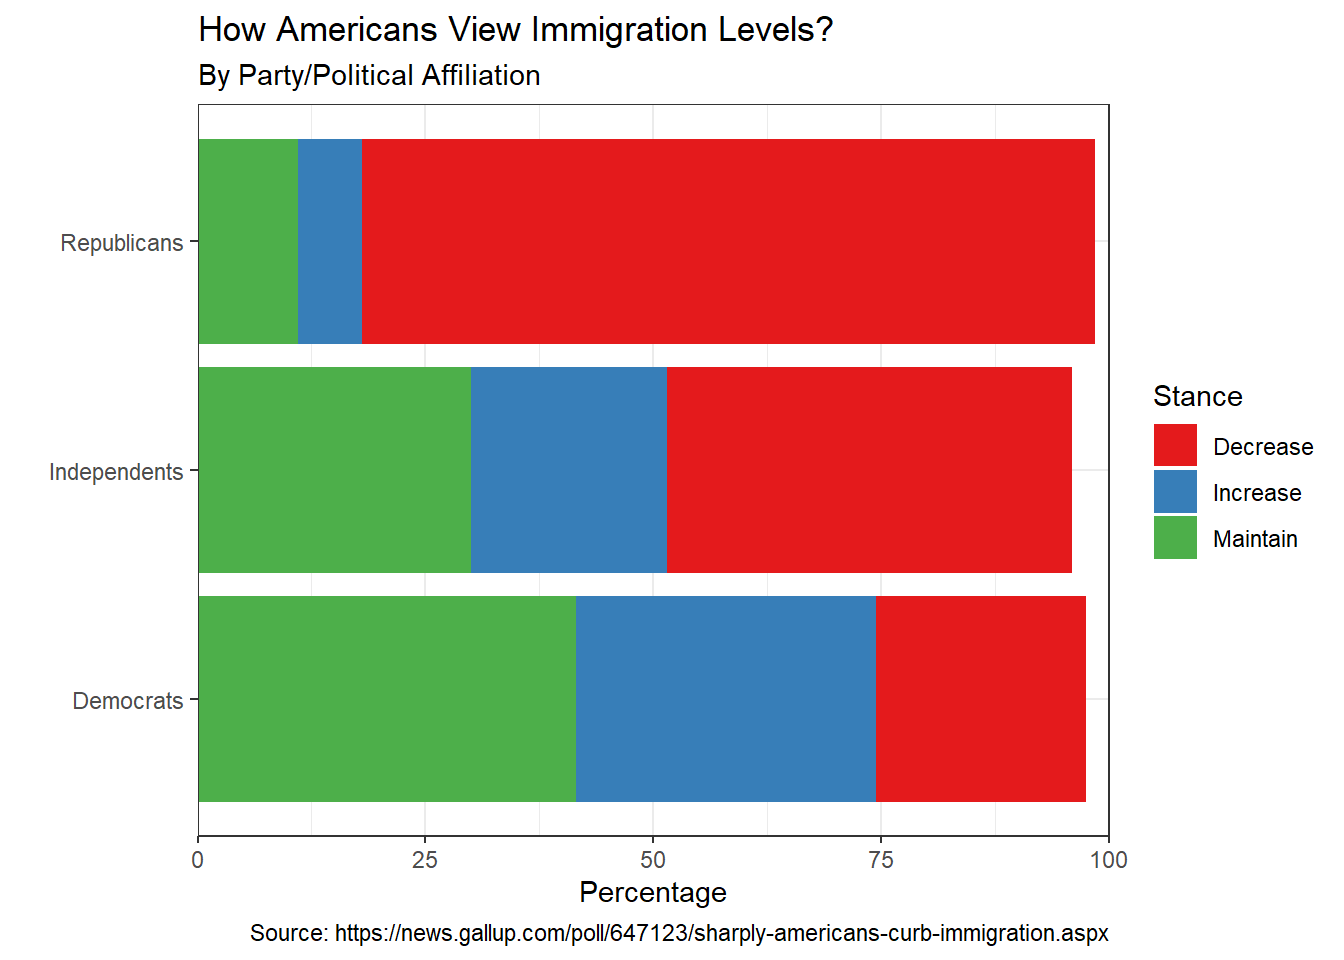 How Americans View Immigration Levels?
By Party/Political Affiliation
Republicans
Independents
Democrats
0 25 50 75 100
Percentage
Stance
Decrease
Increase
Maintain
Source: https://news.gallup.com/poll/647123/sharply-americans-curb-immigration.aspx